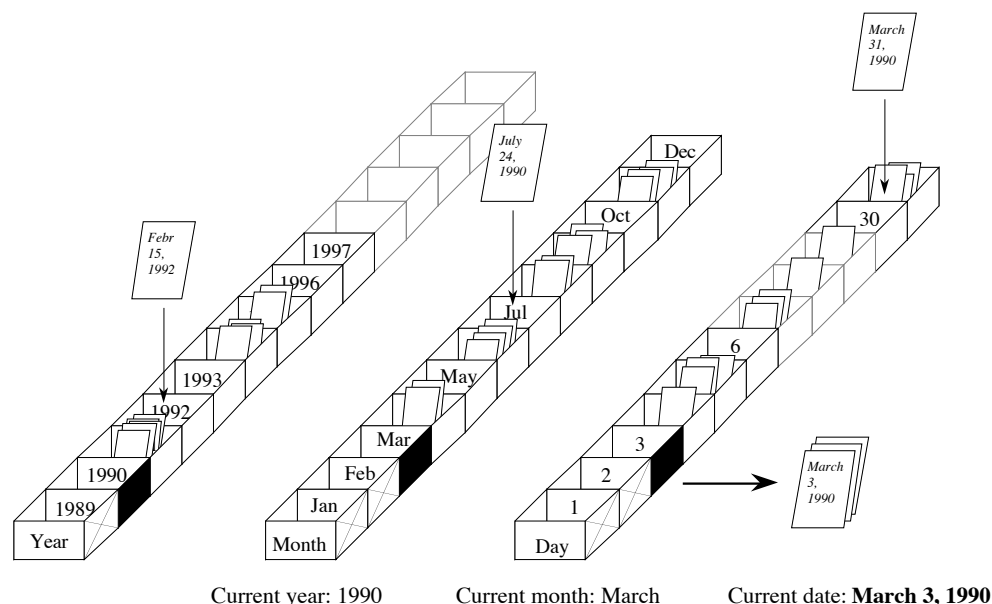 March
31,
1990
July
24,
1990
Febr
15,
1992
Dec
Oct
Jul
May
Mar
Feb
Jan
Month
1997
1996
1993
1992
1990
1989
Year
30
6
3
2
1
Day
March
3,
1990
Current year: 1990
Current month: March
Current date: March 3, 1990